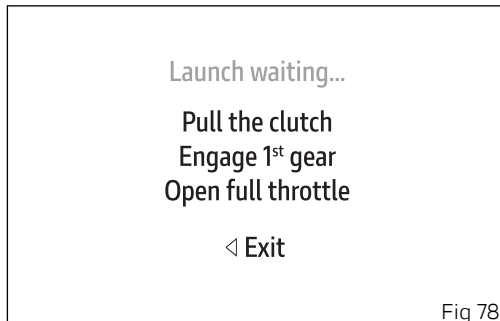 Launch waiting...
Pull the clutch
Engage 1st gear
Open full throttle
◁ Exit
Fig 78